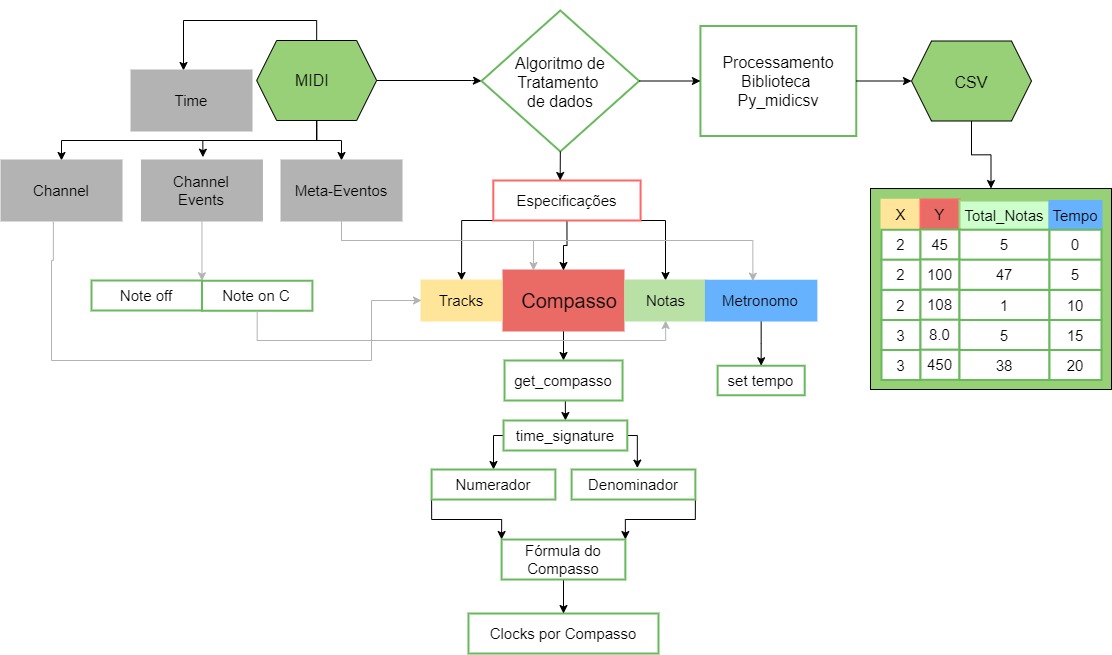 MIDI
Algoritmo de
Tratamento
de dados
Processamento
Biblioteca
Py_midicsv
CSV
Time
Channel
Channel
Events
Meta-Eventos
Especificações
Note off
Note on C
Tracks
Compasso
Notas
Metronomo
get_compasso
set tempo
time_signature
Numerador
Denominador
Fórmula do
Compasso
Clocks por Compasso
X Y Total_Notas Tempo
2 45 5 0
2 100 47 5
2 108 1 10
3 8.0 5 15
3 450 38 20